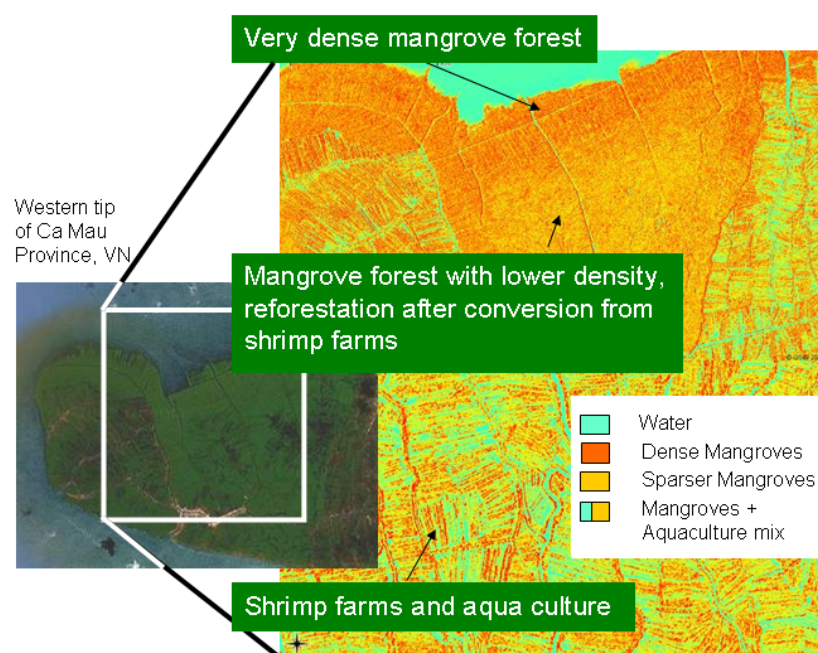 Very dense mangrove forest
Western tip
of Ca Mau
Province, VN
Mangrove forest with lower density,
reforestation after conversion from
shrimp farms
Water
Dense Mangroves
Sparser Mangroves
Mangroves +
Aquaculture mix
Shrimp farms and aqua culture